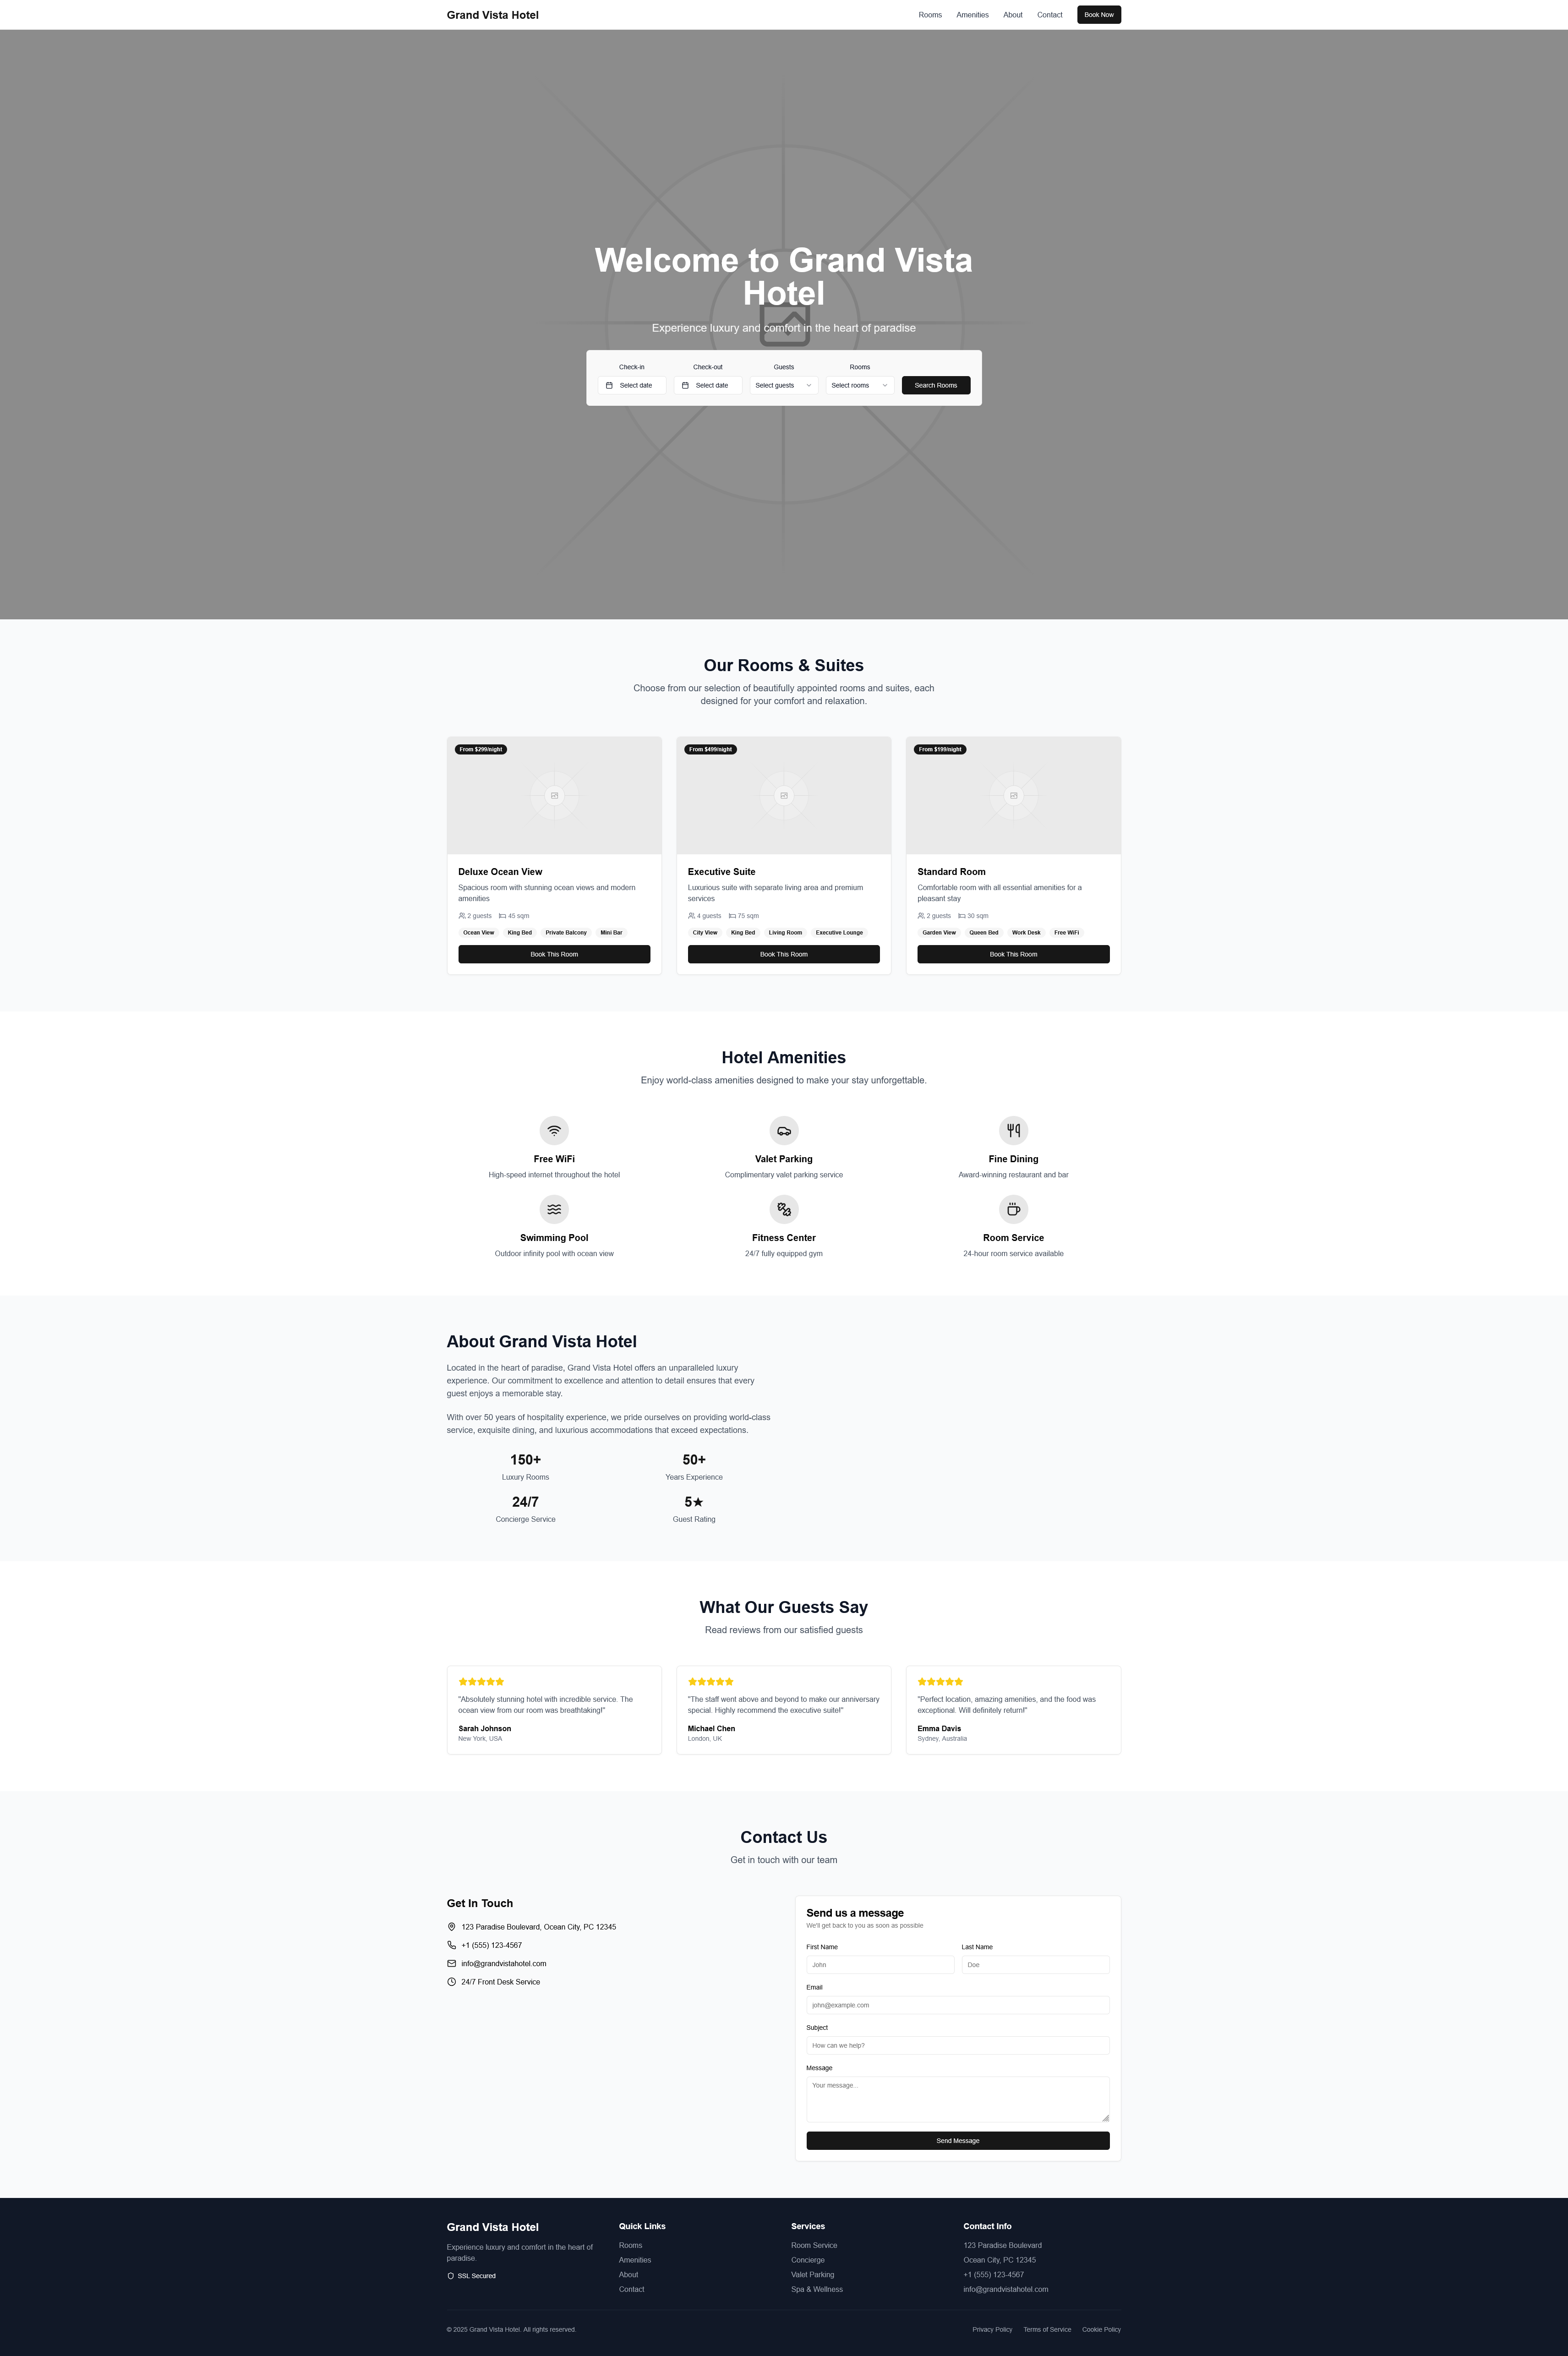 Grand Vista Hotel
Rooms
Amenities
About
Contact
Book Now
Welcome to Grand Vista
Hotel
Experience luxury and comfort in the heart of paradise
Check-in
Check-out
Guests
Rooms
Select date
Select date
Select guests
Select rooms
Search Rooms
Our Rooms & Suites
Choose from our selection of beautifully appointed rooms and suites, each
designed for your comfort and relaxation.
From $299/night
Deluxe Ocean View
Spacious room with stunning ocean views and modern
amenities
2 guests
45 sqm
Ocean View
King Bed
Private Balcony
Mini Bar
Book This Room
From $499/night
Executive Suite
Luxurious suite with separate living area and premium
services
4 guests
75 sqm
City View
King Bed
Living Room
Executive Lounge
Book This Room
From $199/night
Standard Room
Comfortable room with all essential amenities for a
pleasant stay
2 guests
30 sqm
Garden View
Queen Bed
Work Desk
Free WiFi
Book This Room
Hotel Amenities
Enjoy world-class amenities designed to make your stay unforgettable.
Free WiFi
High-speed internet throughout the hotel
Valet Parking
Complimentary valet parking service
Fine Dining
Award-winning restaurant and bar
Swimming Pool
Outdoor infinity pool with ocean view
Fitness Center
24/7 fully equipped gym
Room Service
24-hour room service available
About Grand Vista Hotel
Located in the heart of paradise, Grand Vista Hotel offers an unparalleled luxury
experience. Our commitment to excellence and attention to detail ensures that every
guest enjoys a memorable stay.
With over 50 years of hospitality experience, we pride ourselves on providing world-class
service, exquisite dining, and luxurious accommodations that exceed expectations.
150+
Luxury Rooms
50+
Years Experience
24/7
Concierge Service
5★
Guest Rating
What Our Guests Say
Read reviews from our satisfied guests
"Absolutely stunning hotel with incredible service. The
ocean view from our room was breathtaking!"
Sarah Johnson
New York, USA
"The staff went above and beyond to make our anniversary
special. Highly recommend the executive suite!"
Michael Chen
London, UK
"Perfect location, amazing amenities, and the food was
exceptional. Will definitely return!"
Emma Davis
Sydney, Australia
Contact Us
Get in touch with our team
Get In Touch
123 Paradise Boulevard, Ocean City, PC 12345
+1 (555) 123-4567
info@grandvistahotel.com
24/7 Front Desk Service
Send us a message
We'll get back to you as soon as possible
First Name
Last Name
John
Doe
Email
john@example.com
Subject
How can we help?
Message
Your message...
Send Message
Grand Vista Hotel
Experience luxury and comfort in the heart of
paradise.
SSL Secured
Quick Links
Rooms
Amenities
About
Contact
Services
Room Service
Concierge
Valet Parking
Spa & Wellness
Contact Info
123 Paradise Boulevard
Ocean City, PC 12345
+1 (555) 123-4567
info@grandvistahotel.com
© 2025 Grand Vista Hotel. All rights reserved.
Privacy Policy
Terms of Service
Cookie Policy